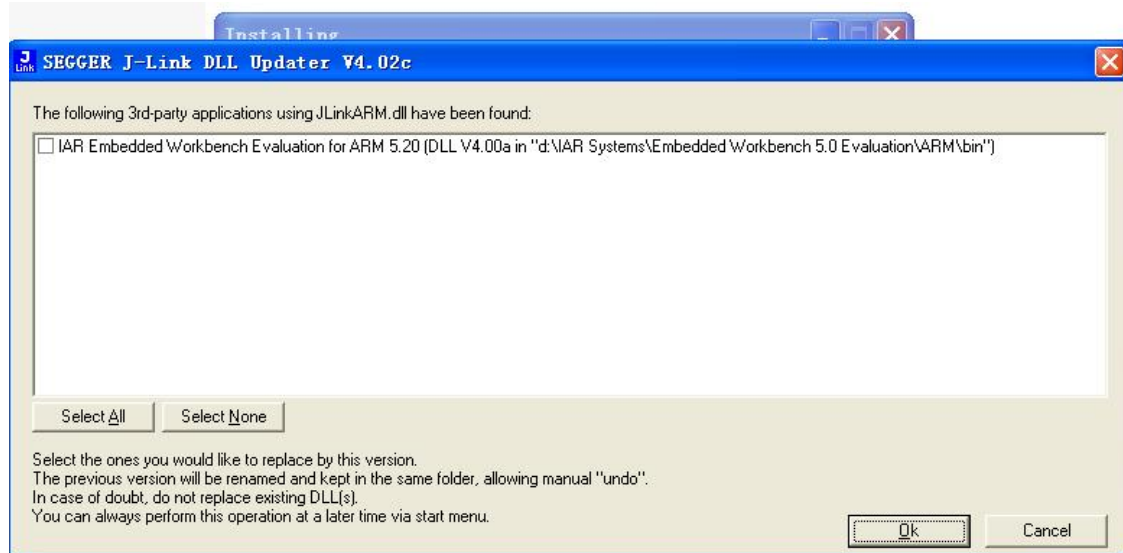 Installing
J Link SEGGER J-Link DLL Updater V4.02c
The following 3rd-party applications using JLinkARM.dll have been found:
IAR Embedded Workbench Evaluation for ARM 5.20 (DLL V4.00a in "d:\IAR Systems\Embedded Workbench 5.0 Evaluation\ARM\bin")
Select All Select None
Select the ones you would like to replace by this version.
The previous version will be renamed and kept in the same folder, allowing manual "undo".
In case of doubt, do not replace existing DLL(s).
You can always perform this operation at a later time via start menu.
Ok Cancel